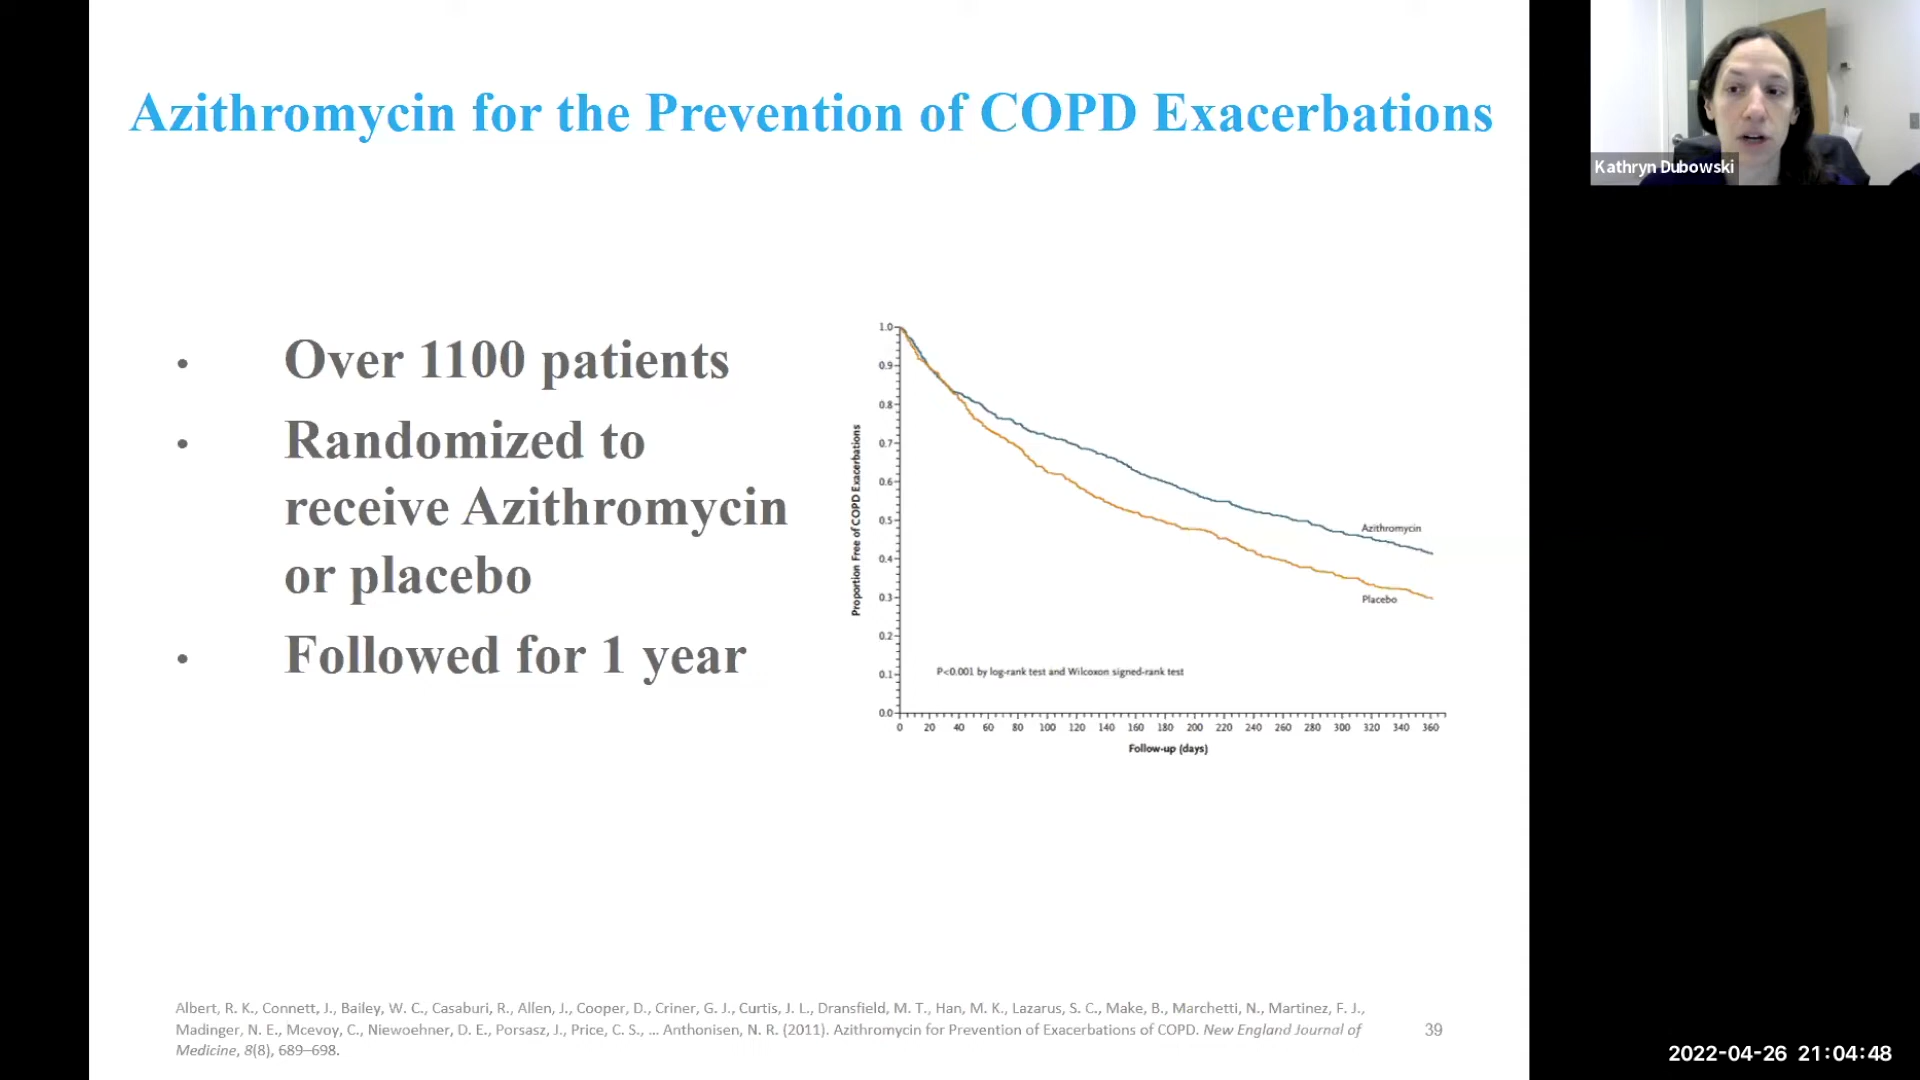 Azithromycin for the Prevention of COPD Exacerbations
Kathryn Dubowski
• Over 1100 patients
• Randomized to
receive Azithromycin
or placebo
• Followed for 1 year
Proportion Free of COPD Exacerbations
1.0
0.9
0.8
0.7
0.6
0.5
0.4
0.3
0.2
0.1
0.0
Azithromycin
Placebo
P<0.001 by log-rank test and Wilcoxon signed-rank test
0 20 40 60 80 100 120 140 160 180 200 220 240 260 280 300 320 340 360
Follow-up (days)
Albert, R. K., Connett, J., Bailey, W. C., Casaburi, R., Allen, J., Cooper, D., Criner, G. J., Curtis, J. L., Dransfield, M. T., Han, M. K., Lazarus, S. C., Make, B., Marchetti, N., Martinez, F. J.,
Madinger, N. E., Mcevoy, C., Niewoehner, D. E., Porsasz, J., Price, C. S., ... Anthonisen, N. R. (2011). Azithromycin for Prevention of Exacerbations of COPD. New England Journal of
Medicine, 8(8), 689–698.
39
2022-04-26 21:04:48